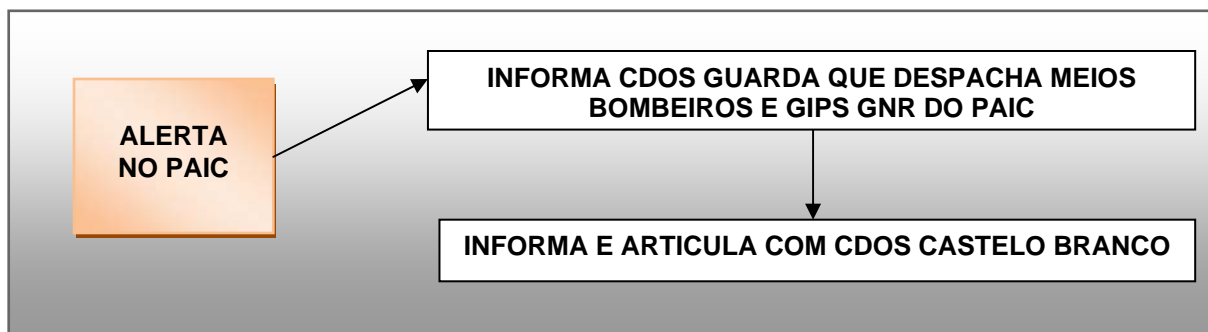 ALERTA
NO PAIC
INFORMA CDOS GUARDA QUE DESPACHA MEIOS
BOMBEIROS E GIPS GNR DO PAIC
INFORMA E ARTICULA COM CDOS CASTELO BRANCO